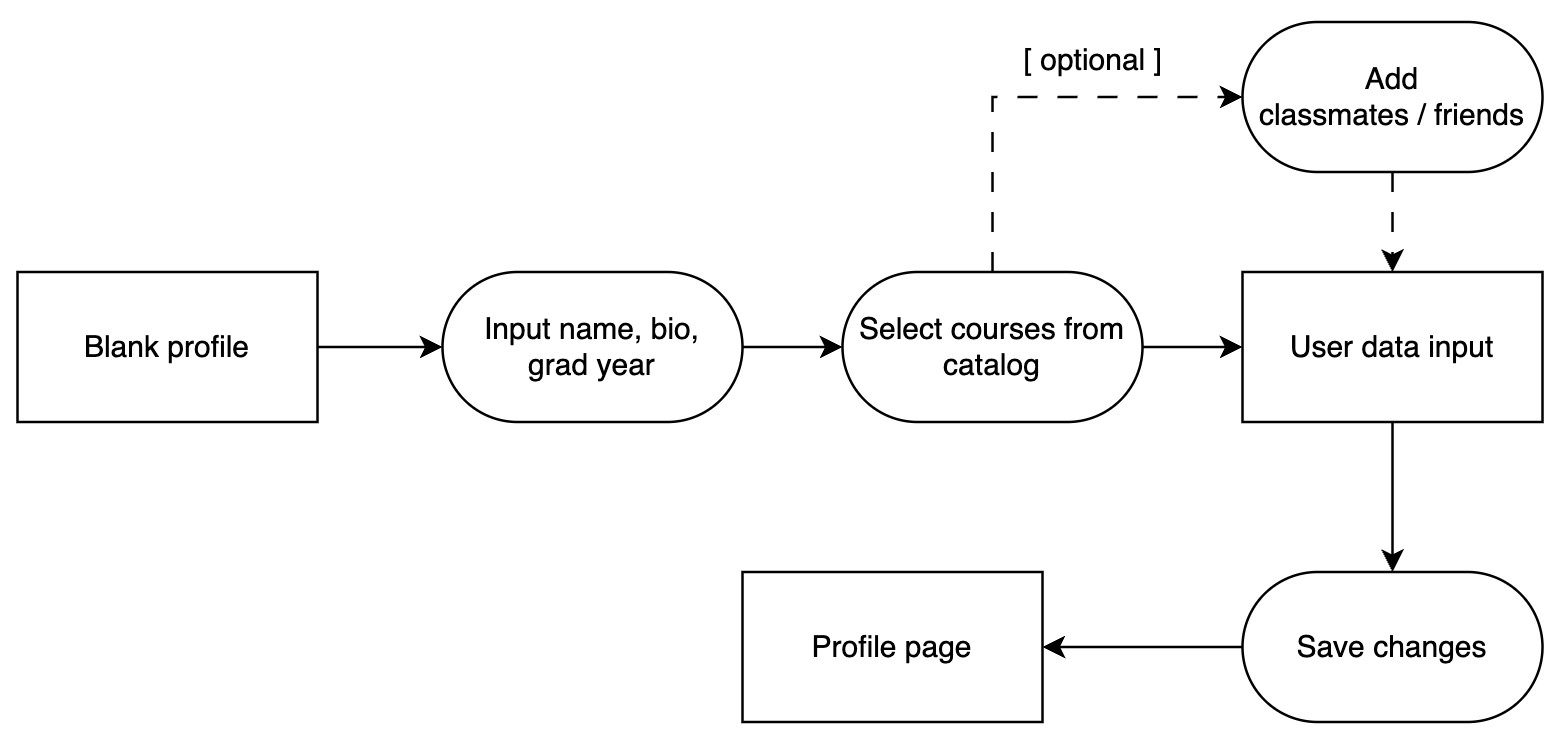 [ optional ]
Add
classmates / friends
Blank profile
Input name, bio,
grad year
Select courses from
catalog
User data input
Profile page
Save changes